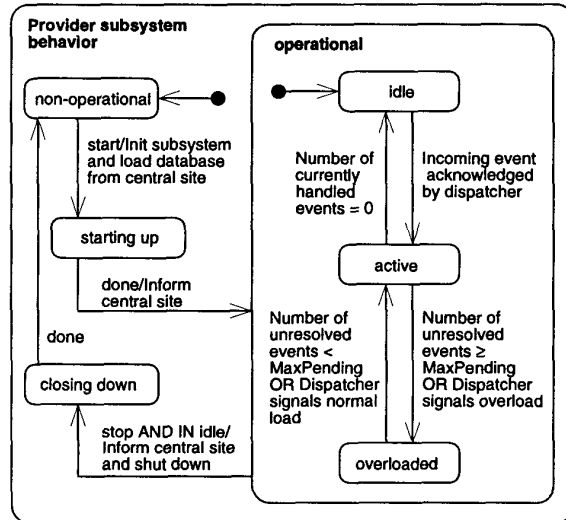 Provider subsystem
behavior
operational
non-operational
idle
start/Init subsystem
and load database
from central site
Number of
currently
handled
events = 0
Incoming event
acknowledged
by dispatcher
starting up
active
done/Inform
central site
Number of
unresolved
events <
MaxPending
OR Dispatcher
signals normal
load
Number of
unresolved
events ≥
MaxPending
OR Dispatcher
signals overload
done
closing down
stop AND IN idle/
Inform central site
and shut down
overloaded